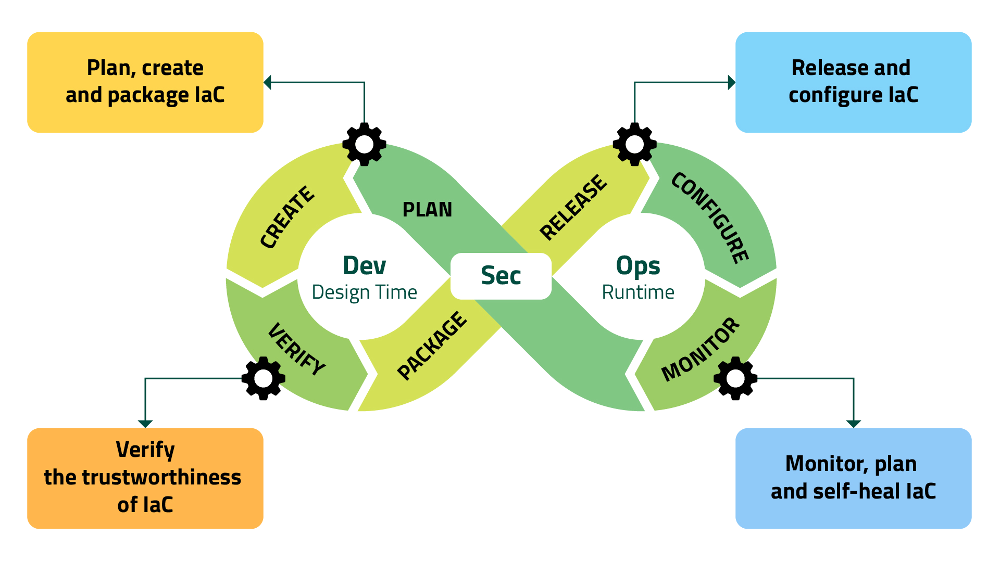 Plan, create
and package IaC
Release and
configure IaC
CREATE
PLAN
RELEASE
CONFIGURE
Dev
Design Time
Sec
Ops
Runtime
VERIFY
PACKAGE
MONITOR
Verify
the trustworthiness
of IaC
Monitor, plan
and self-heal IaC